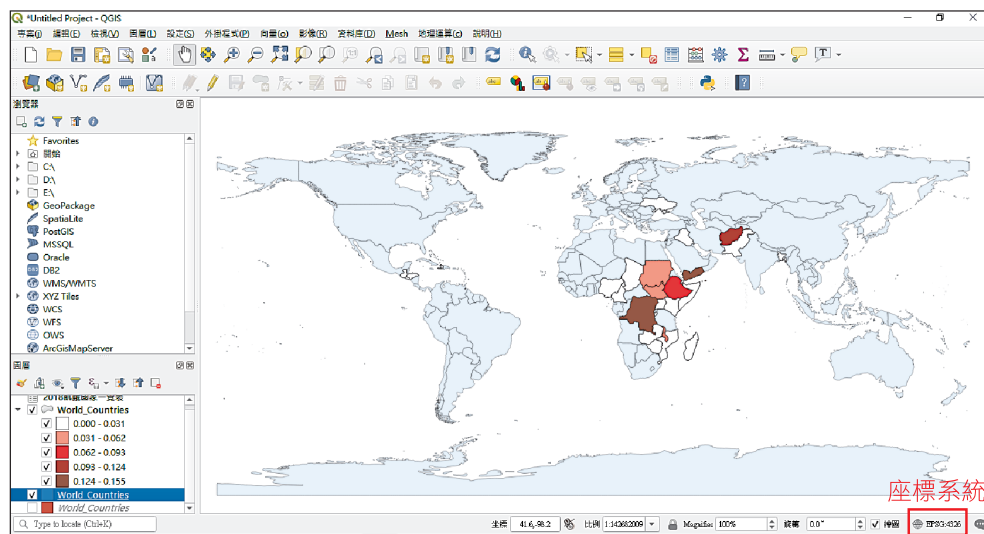 *Untitled Project - QGIS
專案(j) 編輯(E) 檢視(V) 圖層(L) 設定(S) 外掛程式(P) 向量(o) 影像(R) 資料庫(D) Mesh 地理運算(c) 說明(H)
瀏覽器
Favorites
開始
C:\
D:\
E:\
GeoPackage
SpatiaLite
PostGIS
MSSQL
Oracle
DB2
WMS/WMTS
XYZ Tiles
WCS
WFS
OWS
ArcGisMapServer
圖層
World_Countries
0.000 - 0.031
0.031 - 0.062
0.062 - 0.093
0.093 - 0.124
0.124 - 0.155
World_Countries
World_Countries
座標系統
Type to locate (Ctrl+K)
座標 41.6,-98.2 比例 1:142682009 Magnifier 100% 旋轉 0.0° 繪圖 EPSG:4326